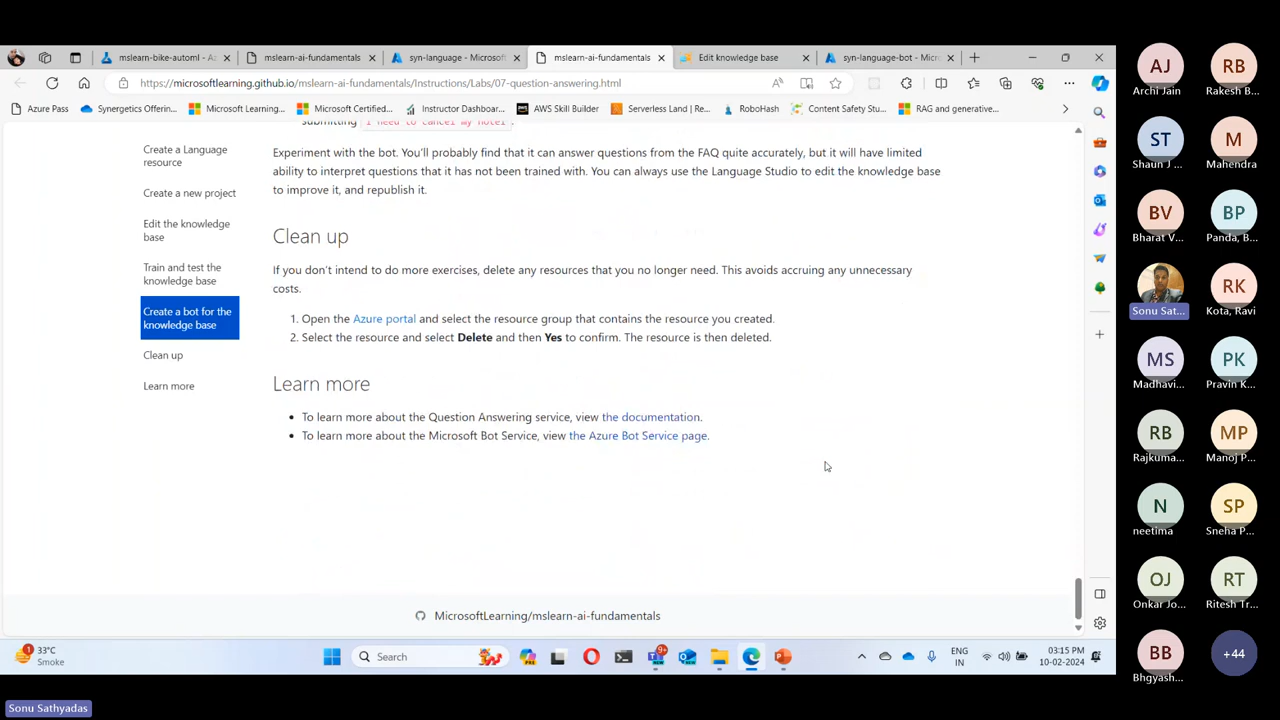 mslearn-bike-automl - Az
mslearn-ai-fundamentals
syn-language - Microsoft
mslearn-ai-fundamentals
Edit knowledge base
syn-language-bot - Micros
https://microsoftlearning.github.io/mslearn-ai-fundamentals/Instructions/Labs/07-question-answering.html
Azure Pass
Synergetics Offerin...
Microsoft Learning...
Microsoft Certified...
Instructor Dashboar...
AWS Skill Builder
Serverless Land | Re...
RoboHash
Content Safety Stu...
RAG and generative...
submitting I need to cancel my hotel.
Create a Language
resource
Create a new project
Edit the knowledge
base
Train and test the
knowledge base
Create a bot for the
knowledge base
Clean up
Learn more
Experiment with the bot. You'll probably find that it can answer questions from the FAQ quite accurately, but it will have limited
ability to interpret questions that it has not been trained with. You can always use the Language Studio to edit the knowledge base
to improve it, and republish it.
Clean up
If you don't intend to do more exercises, delete any resources that you no longer need. This avoids accruing any unnecessary
costs.
1. Open the Azure portal and select the resource group that contains the resource you created.
2. Select the resource and select Delete and then Yes to confirm. The resource is then deleted.
Learn more
• To learn more about the Question Answering service, view the documentation.
• To learn more about the Microsoft Bot Service, view the Azure Bot Service page.
MicrosoftLearning/mslearn-ai-fundamentals
1
33°C
Smoke
Search
PRE
9+
ENG
IN
03:15 PM
10-02-2024
AJ
Archi Jain
RB
Rakesh B...
ST
Shaun J ...
M
Mahendra
BV
Bharat V...
BP
Panda, B...
Sonu Sat...
RK
Kota, Ravi
MS
Madhavi...
PK
Pravin K...
RB
Rajkuma...
MP
Manoj P...
N
neetima
SP
Sneha P...
OJ
Onkar Jo...
RT
Ritesh Tr...
BB
Bhgyash...
+44
Sonu Sathyadas